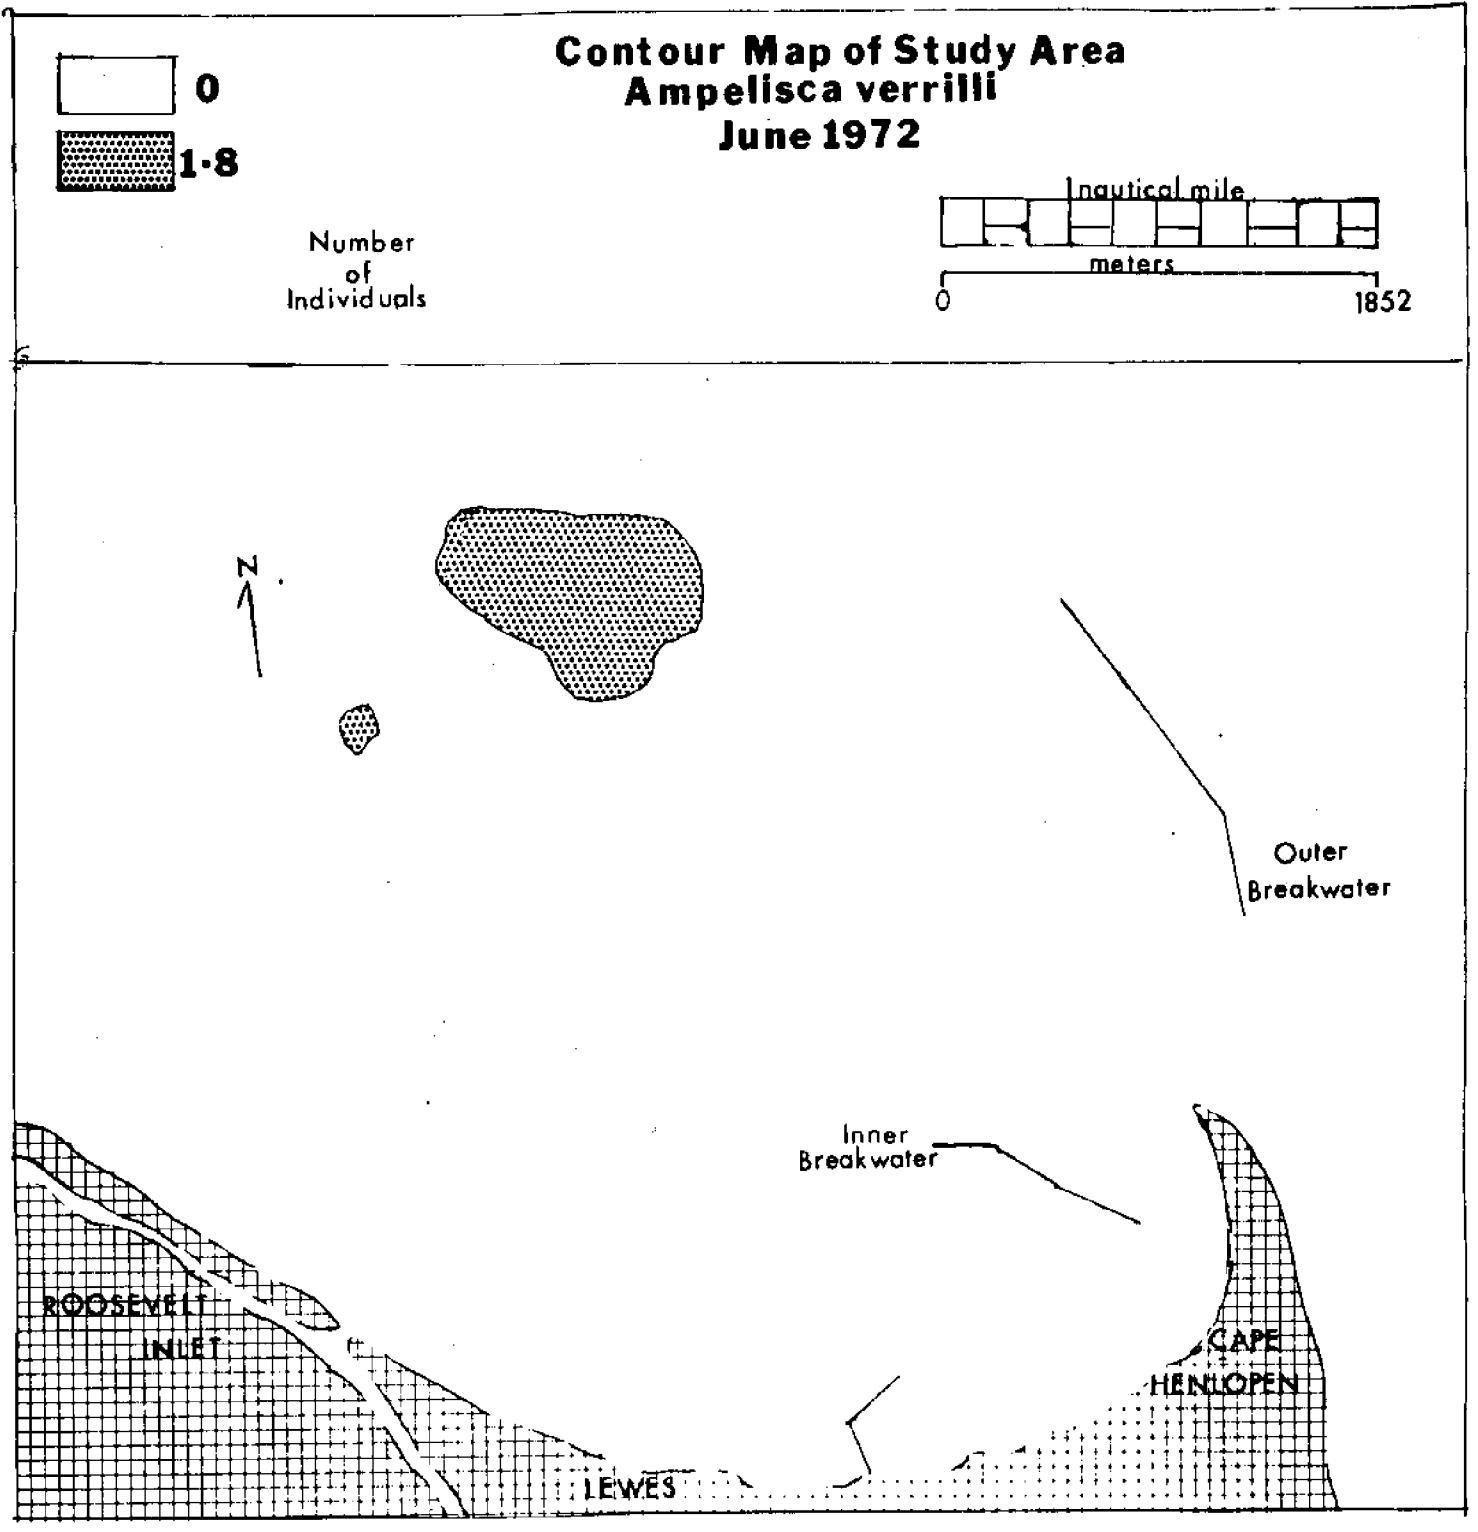 Contour Map of Study Area
Ampelisca verrilli
June 1972
0
1-8
Number
of
Individuals
1 nautical mile
meters
0
1852
N
Outer
Breakwater
Inner
Breakwater
ROOSEVELT
INLET
CAPE
HENLOPEN
LEWES